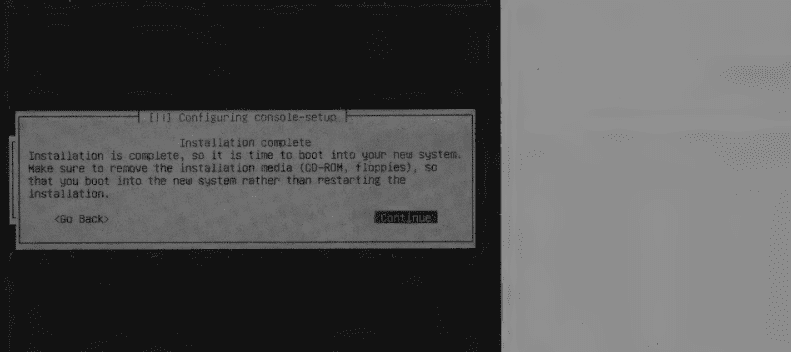 [!!] Configuring console-setup
Installation complete
Installation is complete, so it is time to boot into your new system.
Make sure to remove the installation media (CD-ROM, floppies), so
that you boot into the new system rather than restarting the
installation.
<Go Back> <Continue>